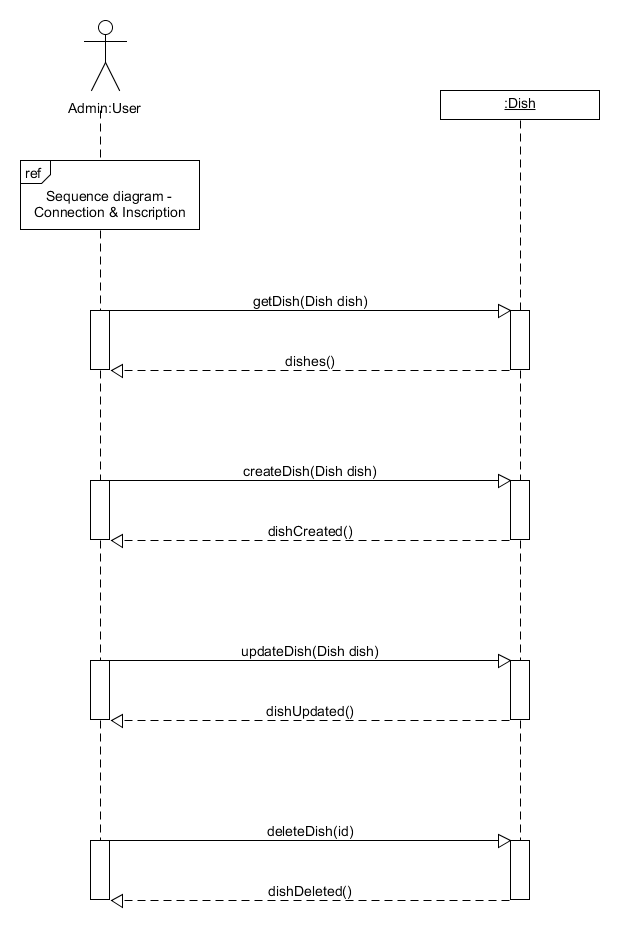 Admin:User
:Dish
ref
Sequence diagram -
Connection & Inscription
getDish(Dish dish)
dishes()
createDish(Dish dish)
dishCreated()
updateDish(Dish dish)
dishUpdated()
deleteDish(id)
dishDeleted()